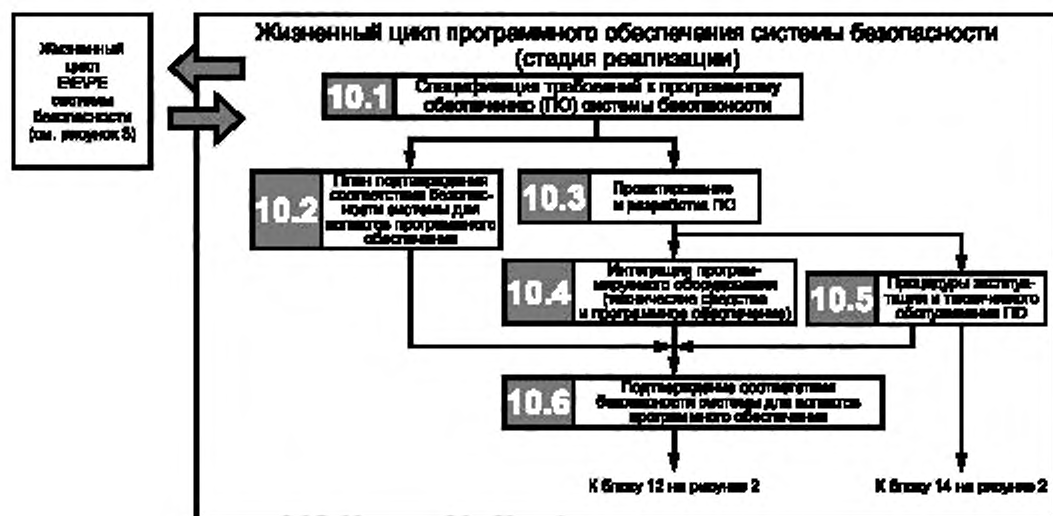 Жизненный
цикл
E/E/PE
системы
безопасности
(см. рисунок 3)
Жизненный цикл программного обеспечения системы безопасности
(стадия реализации)
10.1
Спецификация требований к программному
обеспечению (ПО) системы безопасности
10.2
План подтверждения
соответствия безопас-
ности системы для
аспектов программного
обеспечения
10.3
Проектирование
и разработка ПО
10.4
Интеграция програм-
мируемого оборудования
(технические средства
и программное обеспечение)
10.5
Процедуры эксплуа-
тации и технического
обслуживания ПО
10.6
Подтверждение соответствия
безопасности системы для аспектов
программного обеспечения
К блоку 12 на рисунке 2
К блоку 14 на рисунке 2